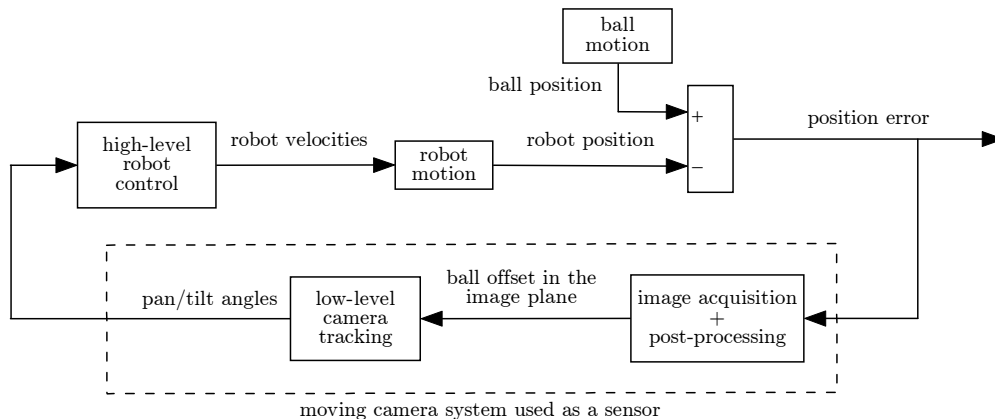 ball
motion
ball position
+
position error
high-level
robot
control
robot velocities
robot
motion
robot position
−
pan/tilt angles
low-level
camera
tracking
ball offset in the
image plane
image acquisition
+
post-processing
moving camera system used as a sensor